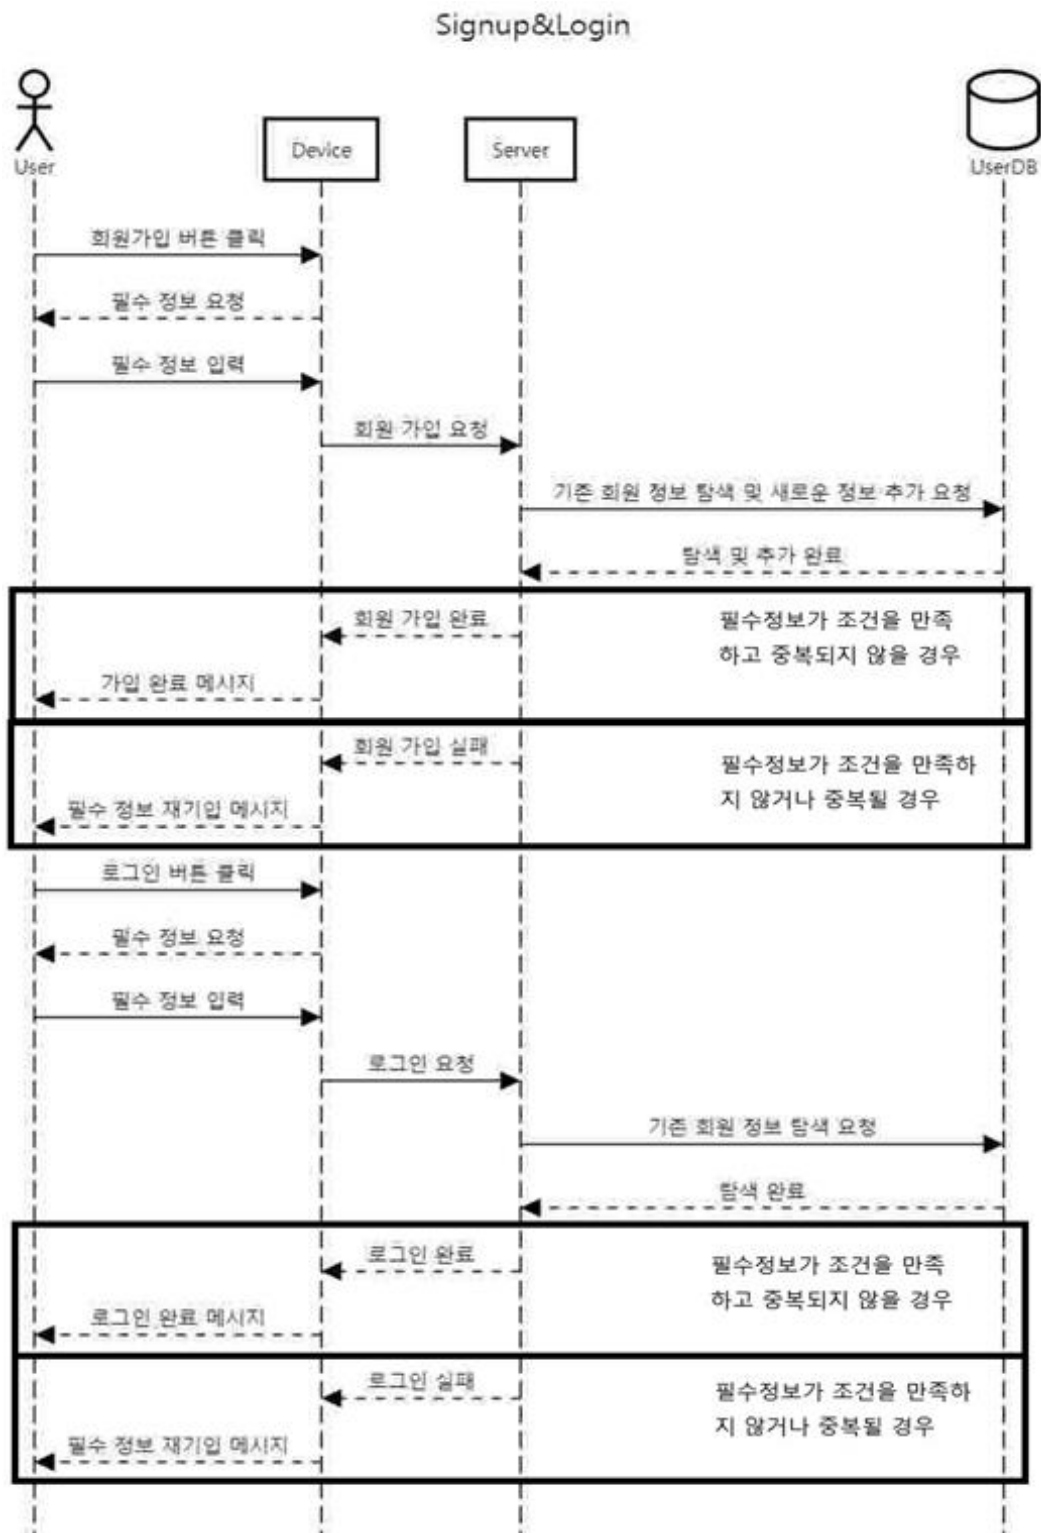 Signup&Login
User
Device
Server
UserDB
회원가입 버튼 클릭
필수 정보 요청
필수 정보 입력
회원 가입 요청
기존 회원 정보 탐색 및 새로운 정보 추가 요청
탐색 및 추가 완료
회원 가입 완료
필수정보가 조건을 만족
하고 중복되지 않을 경우
가입 완료 메시지
회원 가입 실패
필수정보가 조건을 만족하
지 않거나 중복될 경우
필수 정보 재기입 메시지
로그인 버튼 클릭
필수 정보 요청
필수 정보 입력
로그인 요청
기존 회원 정보 탐색 요청
탐색 완료
로그인 완료
필수정보가 조건을 만족
하고 중복되지 않을 경우
로그인 완료 메시지
로그인 실패
필수정보가 조건을 만족하
지 않거나 중복될 경우
필수 정보 재기입 메시지